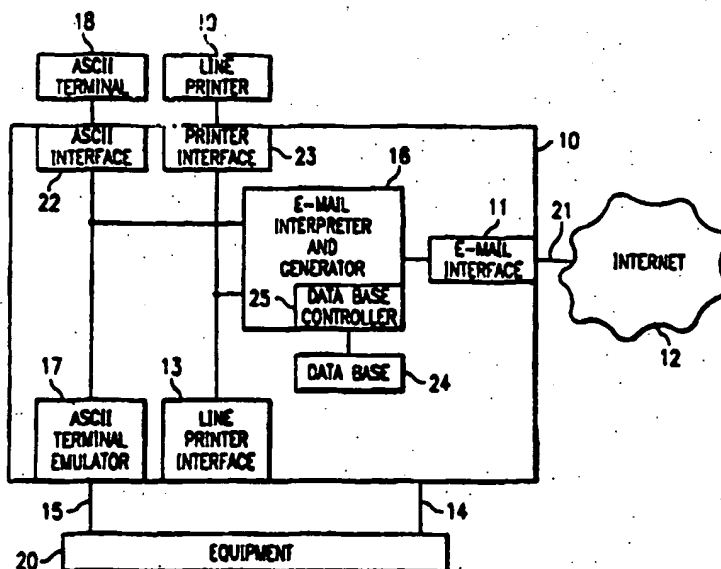 18
ASCII
TERMINAL
LINE
PRINTER
ASCII
INTERFACE
PRINTER
INTERFACE
22
23
10
16
E-MAIL
INTERPRETER
AND
GENERATOR
25
DATA BASE
CONTROLLER
11
E-MAIL
INTERFACE
21
INTERNET
12
DATA BASE
24
17
ASCII
TERMINAL
EMULATOR
13
LINE
PRINTER
INTERFACE
15
14
20
EQUIPMENT